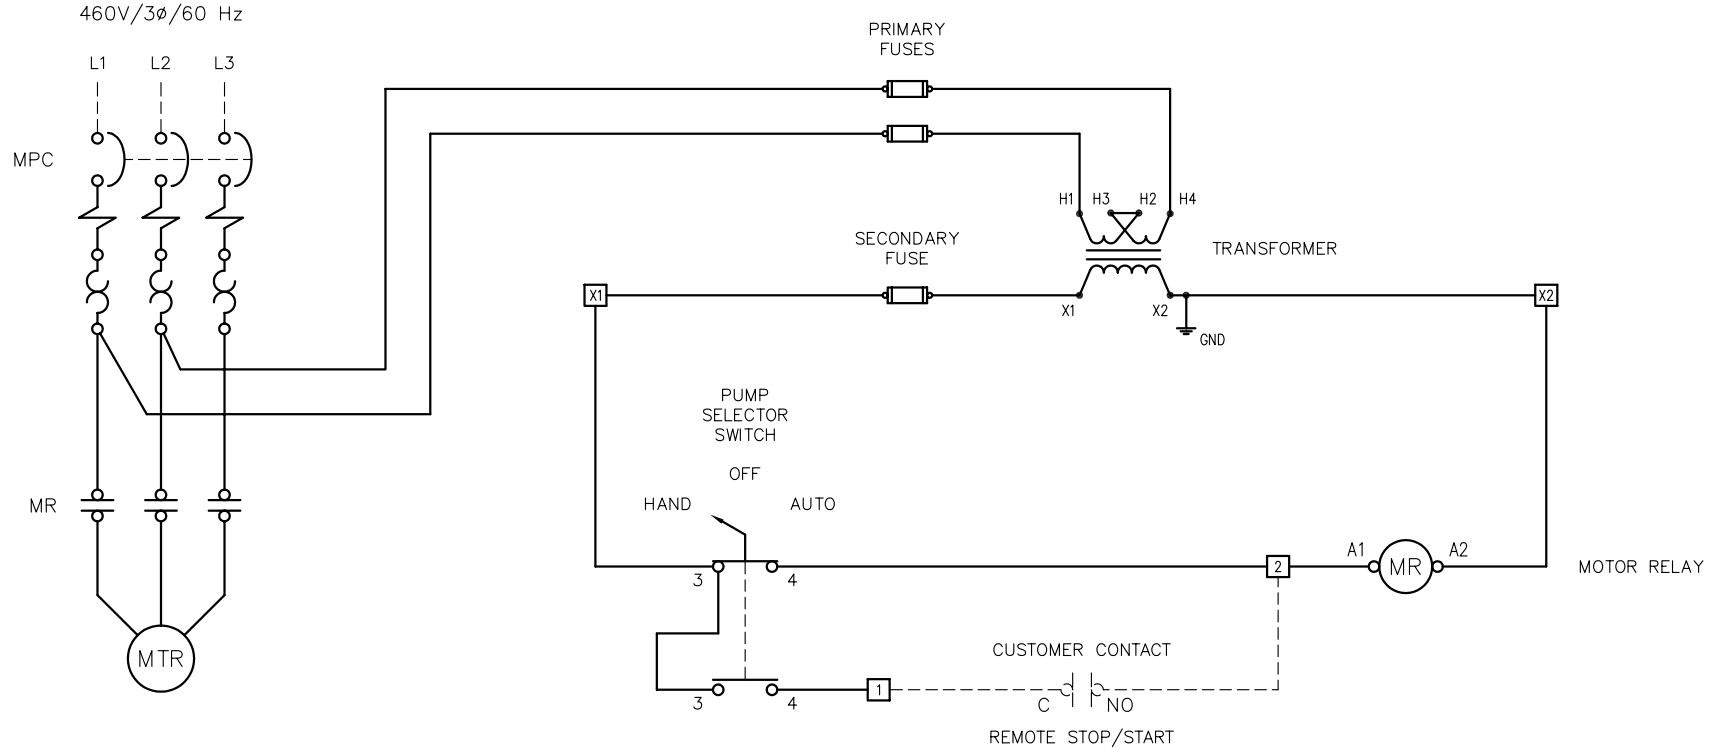 460V/3ø/60 Hz
L1 L2 L3
MPC
PRIMARY
FUSES
H1 H3 H2 H4
TRANSFORMER
SECONDARY
FUSE
X1
X1 X2
X2
GND
PUMP
SELECTOR
SWITCH
OFF
HAND AUTO
MR
3 4
2
A1 MR A2
MOTOR RELAY
MTR
3 4
1
CUSTOMER CONTACT
C NO
REMOTE STOP/START